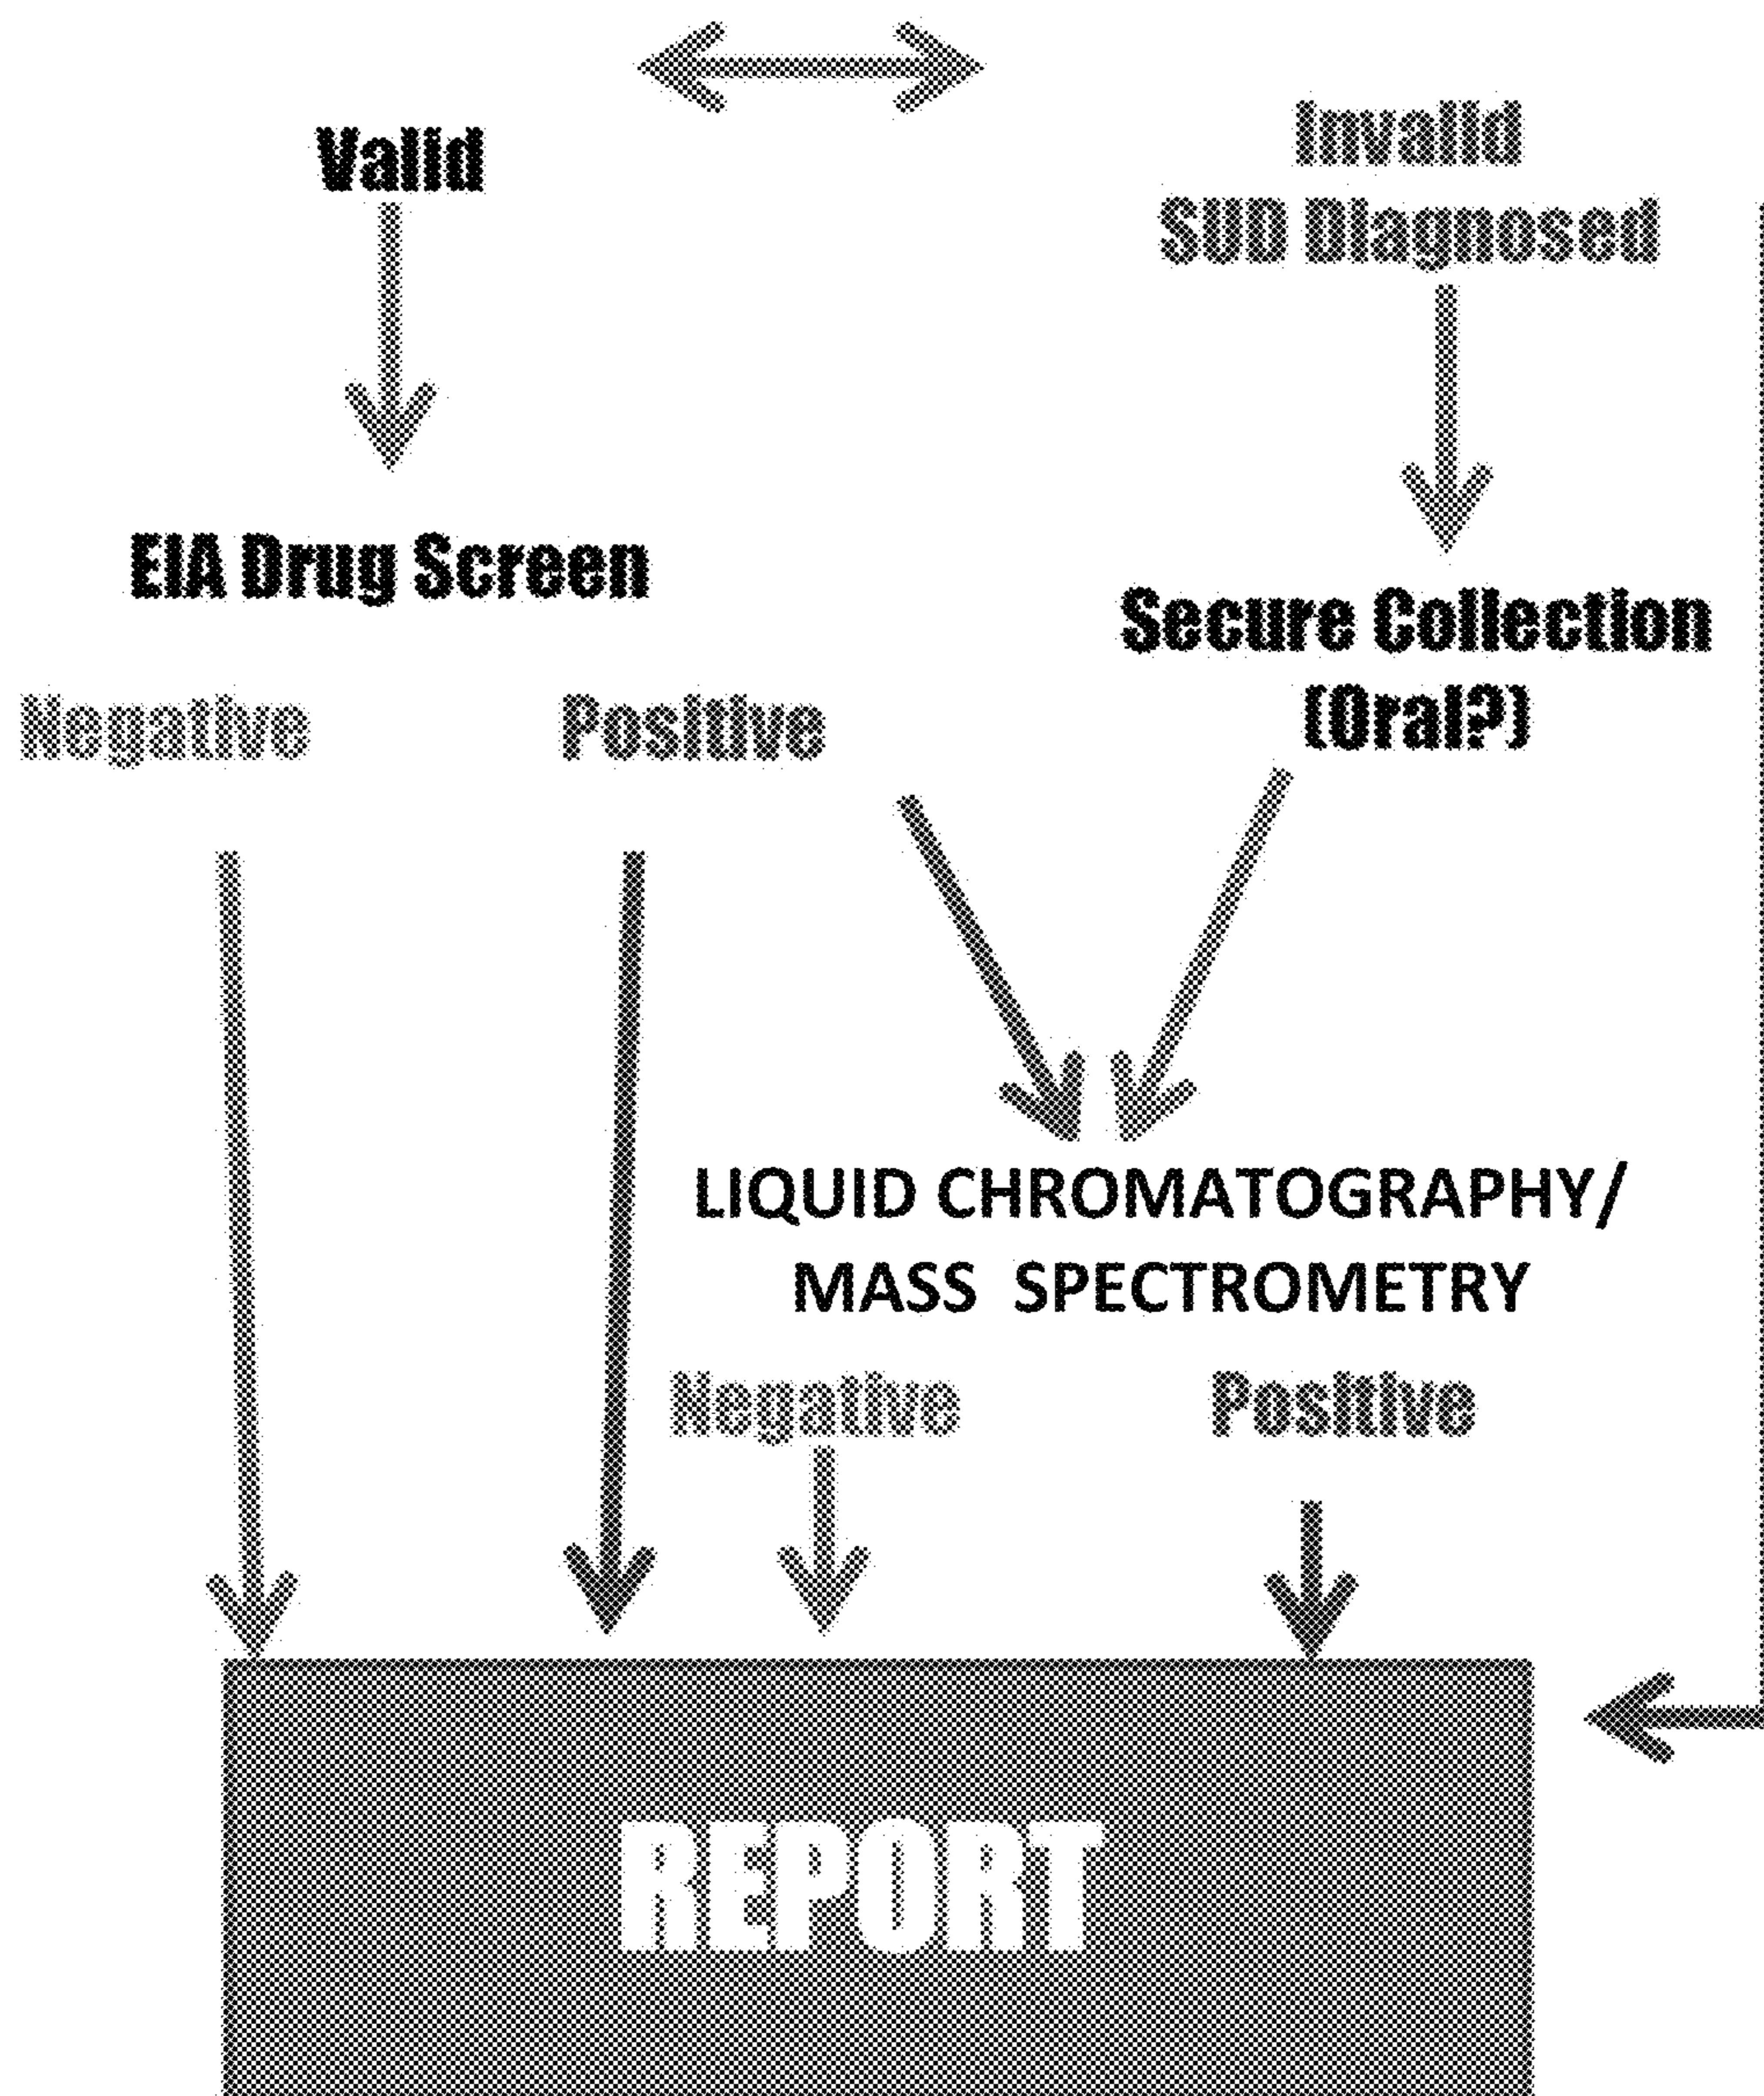 Valid
Invalid
SUD Diagnosed
EIA Drug Screen
Secure Collection
(Oral?)
Negative
Positive
LIQUID CHROMATOGRAPHY/
MASS SPECTROMETRY
Negative
Positive
REPORT